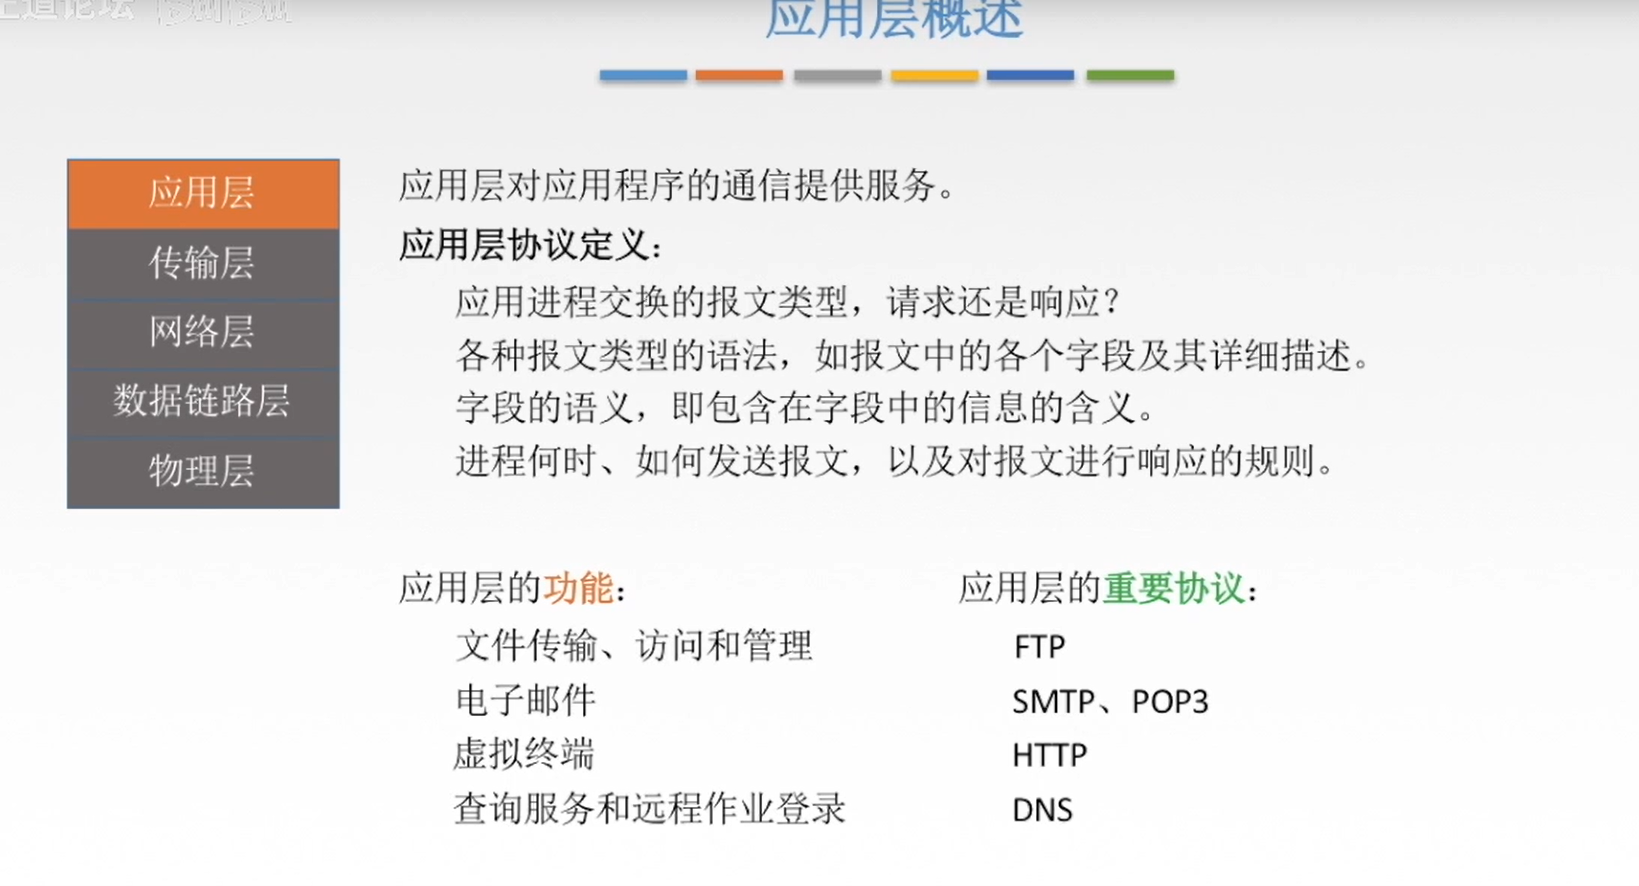 道论坛 bilibili
应用层概述
应用层
传输层
网络层
数据链路层
物理层
应用层对应用程序的通信提供服务。
应用层协议定义：
应用进程交换的报文类型，请求还是响应？
各种报文类型的语法，如报文中的各个字段及其详细描述。
字段的语义，即包含在字段中的信息的含义。
进程何时、如何发送报文，以及对报文进行响应的规则。
应用层的功能：
文件传输、访问和管理
电子邮件
虚拟终端
查询服务和远程作业登录
应用层的重要协议：
FTP
SMTP、POP3
HTTP
DNS